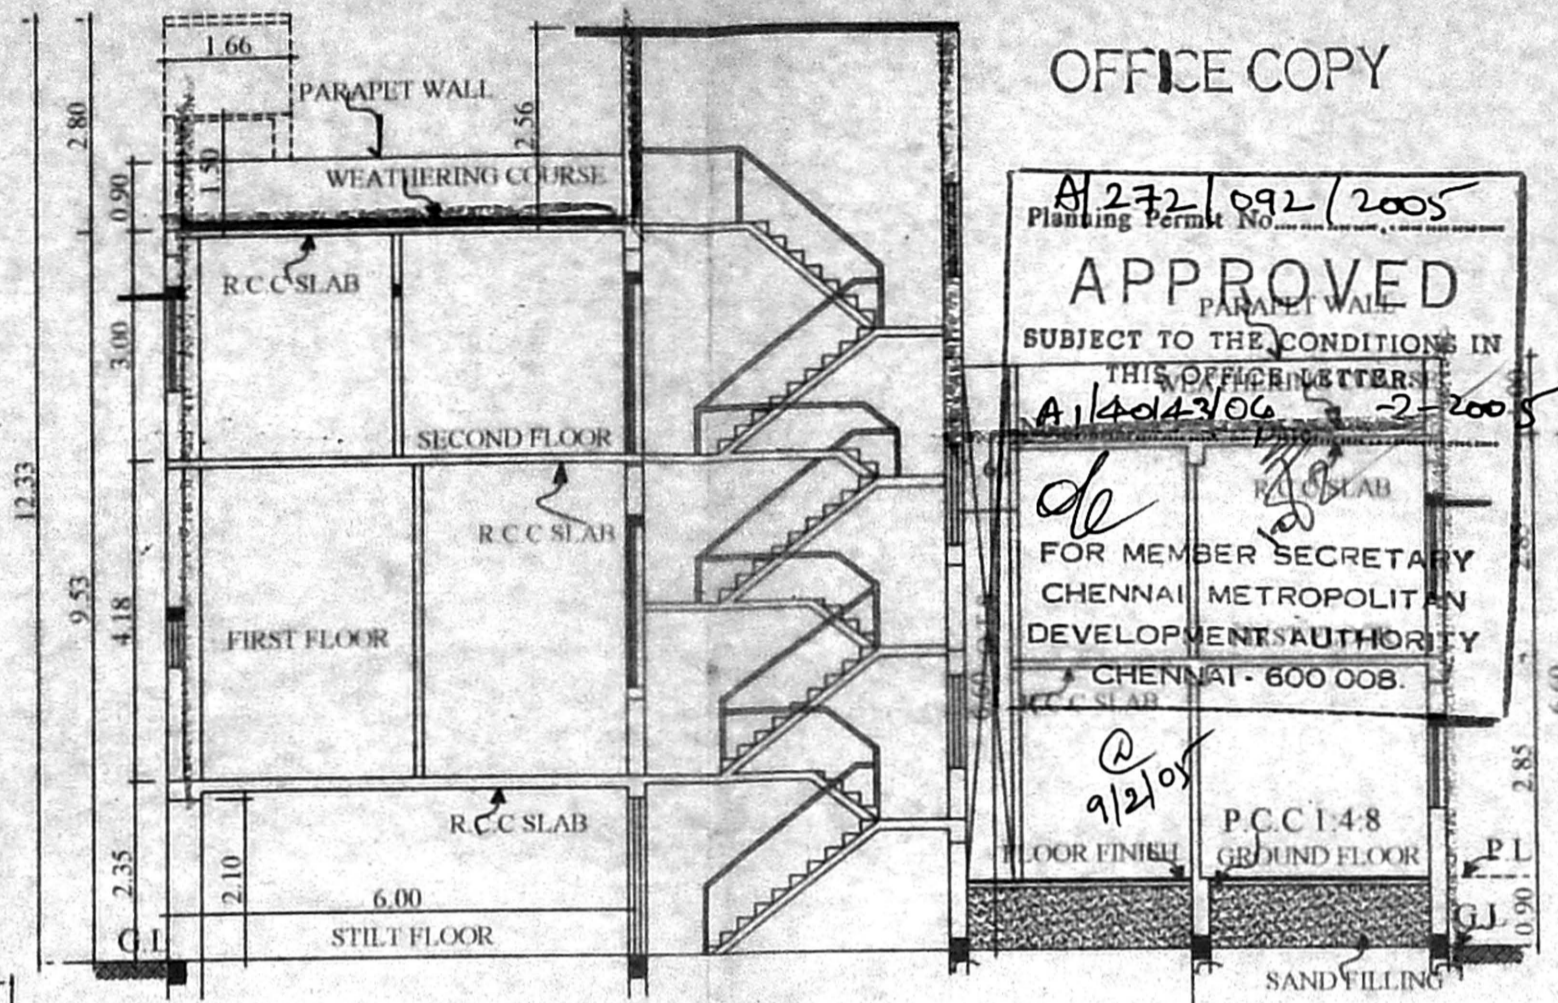 OFFICE COPY
1.66
PARAPET WALL
2.80
2.56
1.50
0.90
WEATHERING COURSE
R.C.C SLAB
3.00
SECOND FLOOR
R C C SLAB
12.33
9.53
4.18
FIRST FLOOR
R.C.C SLAB
2.35
2.10
6.00
G.L
STILT FLOOR
A/272/092/2005
Planning Permit No
APPROVED
PARAPET WALL
SUBJECT TO THE CONDITIONS IN
THIS OFFICE LETTER
-2-2005
R.C.C SLAB
FOR MEMBER SECRETARY
CHENNAI METROPOLITAN
DEVELOPMENT AUTHORITY
CHENNAI - 600 008.
C C SLAB
9/2/05
2.85
P.C.C 1:4:8
FLOOR FINISH
GROUND FLOOR
P.L
G.L
0.90
SAND FILLING